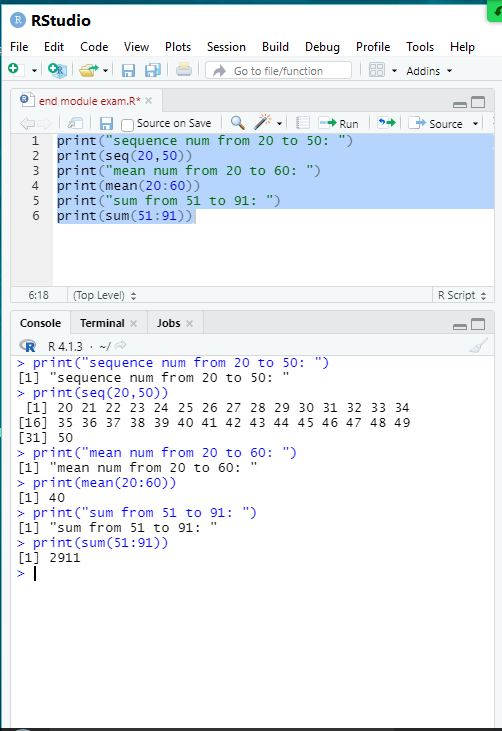 RStudio
File Edit Code View Plots Session Build Debug Profile Tools Help
Go to file/function Addins
end module exam.R*
Source on Save Run Source
1 print("sequence num from 20 to 50: ")
2 print(seq(20,50))
3 print("mean num from 20 to 60: ")
4 print(mean(20:60))
5 print("sum from 51 to 91: ")
6 print(sum(51:91))
6:18 (Top Level) R Script
Console Terminal Jobs
R R 4.1.3 · ~/
> print("sequence num from 20 to 50: ")
[1] "sequence num from 20 to 50: "
> print(seq(20,50))
 [1] 20 21 22 23 24 25 26 27 28 29 30 31 32 33 34
[16] 35 36 37 38 39 40 41 42 43 44 45 46 47 48 49
[31] 50
> print("mean num from 20 to 60: ")
[1] "mean num from 20 to 60: "
> print(mean(20:60))
[1] 40
> print("sum from 51 to 91: ")
[1] "sum from 51 to 91: "
> print(sum(51:91))
[1] 2911
>